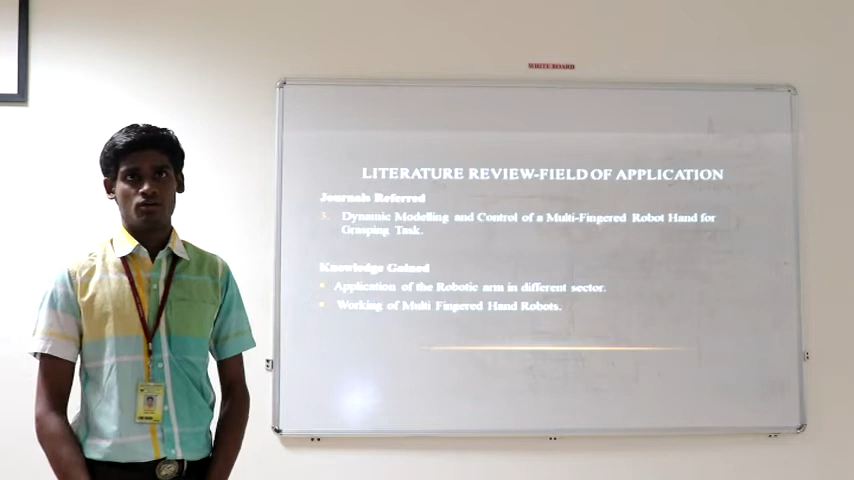 WHITE BOARD
LITERATURE REVIEW-FIELD OF APPLICATION
Journals Referred
3. Dynamic Modelling and Control of a Multi-Fingered Robot Hand for
Grasping Task.
Knowledge Gained
• Application of the Robotic arm in different sector.
• Working of Multi Fingered Hand Robots.